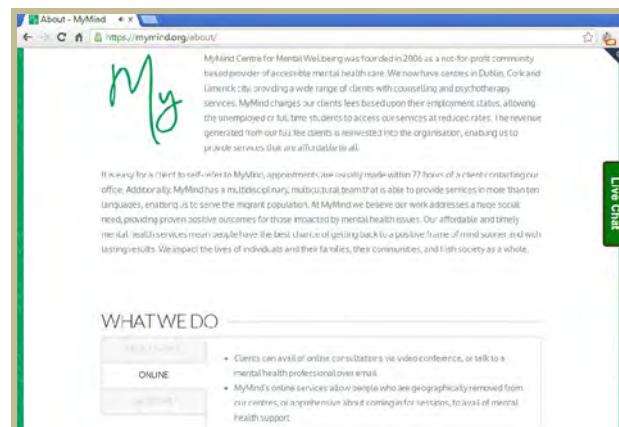 About - MyMind
https://mymind.org/about/
My
MyMind Centre for Mental Wellbeing was founded in 2006 as a not-for-profit community
based provider of accessible mental health care. We now have centres in Dublin, Cork and
Limerick city, providing a wide range of clients with counselling and psychotherapy
services. MyMind charges our clients fees based upon their employment status, allowing
the unemployed or full time students to access our services at reduced rates. The revenue
generated from our full fee clients is reinvested into the organisation, enabling us to
provide services that are affordable to all.
It is easy for a client to self-refer to MyMind, appointments are usually made within 72 hours of a client contacting our
office. Additionally, MyMind has a multidisciplinary, multicultural team that is able to provide services in more than ten
languages, enabling us to serve the migrant population. At MyMind we believe our work addresses a huge social
need, providing proven positive outcomes for those impacted by mental health issues. Our affordable and timely
mental health services mean people have the best chance of getting back to a positive frame of mind sooner and with
lasting results. We impact the lives of individuals and their families, their communities, and Irish society as a whole.
Live Chat
WHAT WE DO
ONLINE
• Clients can avail of online consultations via video conference, or talk to a
mental health professional over email
• MyMind's online services allow people who are geographically removed from
our centres, or apprehensive about coming in for sessions, to avail of mental
health support